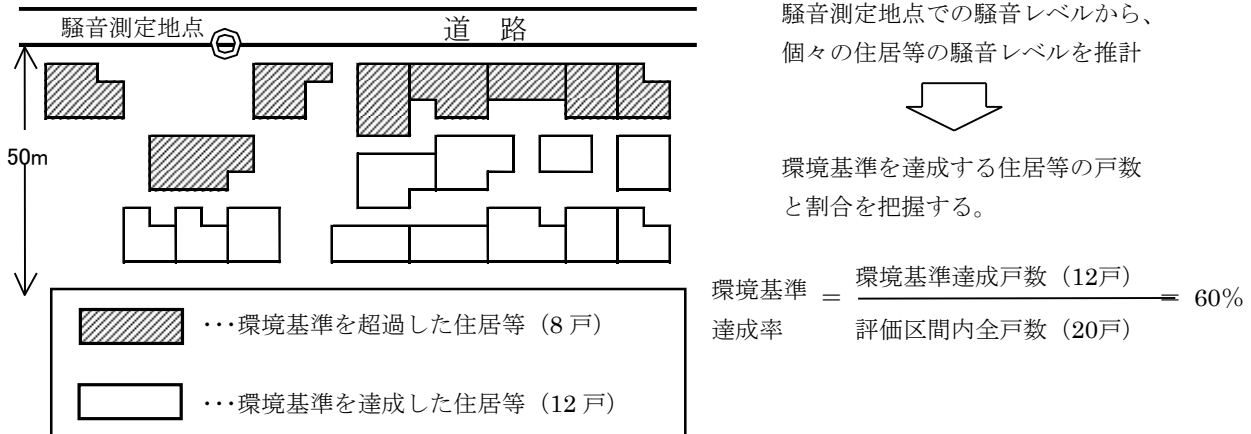 騒音測定地点
道 路
50m
･･･環境基準を超過した住居等（8 戸）
･･･環境基準を達成した住居等（12 戸）
騒音測定地点での騒音レベルから、
個々の住居等の騒音レベルを推計
環境基準を達成する住居等の戸数
と割合を把握する。
環境基準
達成率
＝
環境基準達成戸数（12戸）
評価区間内全戸数（20戸）
＝ 60%